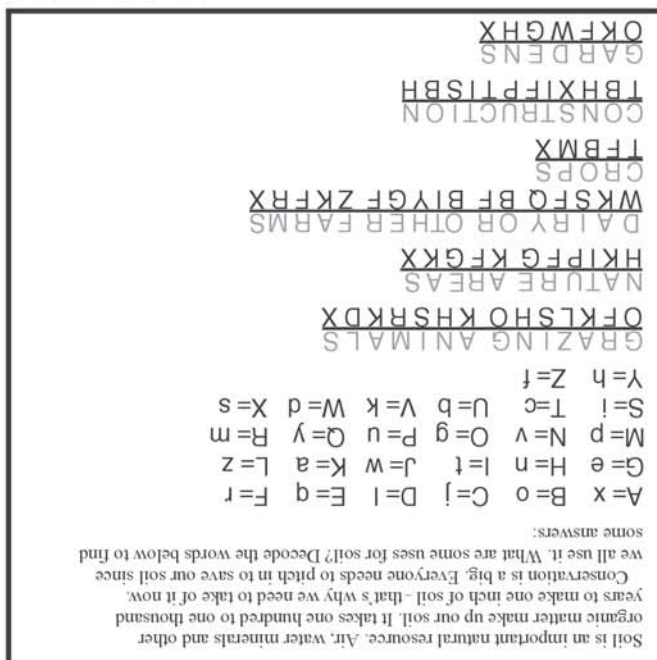 Soil is an important natural resource. Air, water minerals and other
organic matter make up our soil. It takes one hundred to one thousand
years to make one inch of soil - that's why we need to take of it now.
Conservation is a big. Everyone needs to pitch in to save our soil since
we all use it. What are some uses for soil? Decode the words below to find
some answers:
A=x B=o C=j D=l E=q F=r
G=e H=n I=t J=w K=a L=z
M=p N=v O=g P=u Q=y R=m
S=i T=c U=b V=k W=d X=s
Y=h Z=f
GRAZING ANIMALS
OFKLSHO KHSRKDX
NATURE AREAS
HKIPFG KFGKX
DAIRY OR OTHER FARMS
WKSFQ BF BIYGF ZKFRX
CROPS
TFBMX
CONSTRUCTION
TBHXIFPTISBH
GARDENS
OKFWGHX